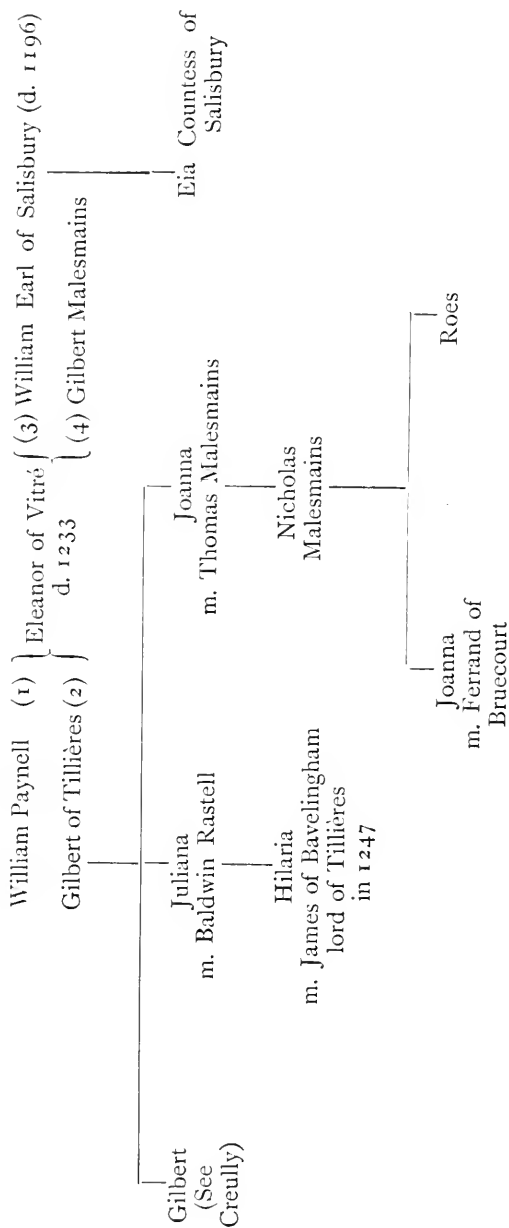 William Paynell (1) } Eleanor of Vitré { (3) William Earl of Salisbury (d. 1196)
Gilbert of Tillières (2) } d. 1233 { (4) Gilbert Malesmains
Gilbert
(See
Creully)
Juliana
m. Baldwin Rastell
Joanna
m. Thomas Malesmains
Eia Countess of
Salisbury
Hilaria
m. James of Bavelingham
lord of Tillières
in 1247
Nicholas
Malesmains
Joanna
m. Ferrand of
Bruecourt
Roes